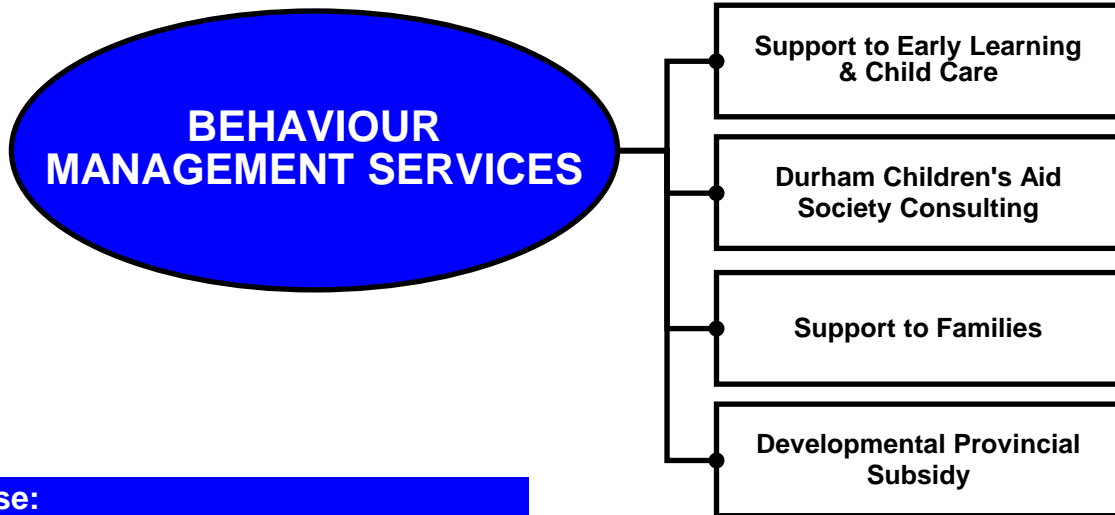 BEHAVIOUR
MANAGEMENT SERVICES
Support to Early Learning
& Child Care
Durham Children's Aid
Society Consulting
Support to Families
Developmental Provincial
Subsidy
se: